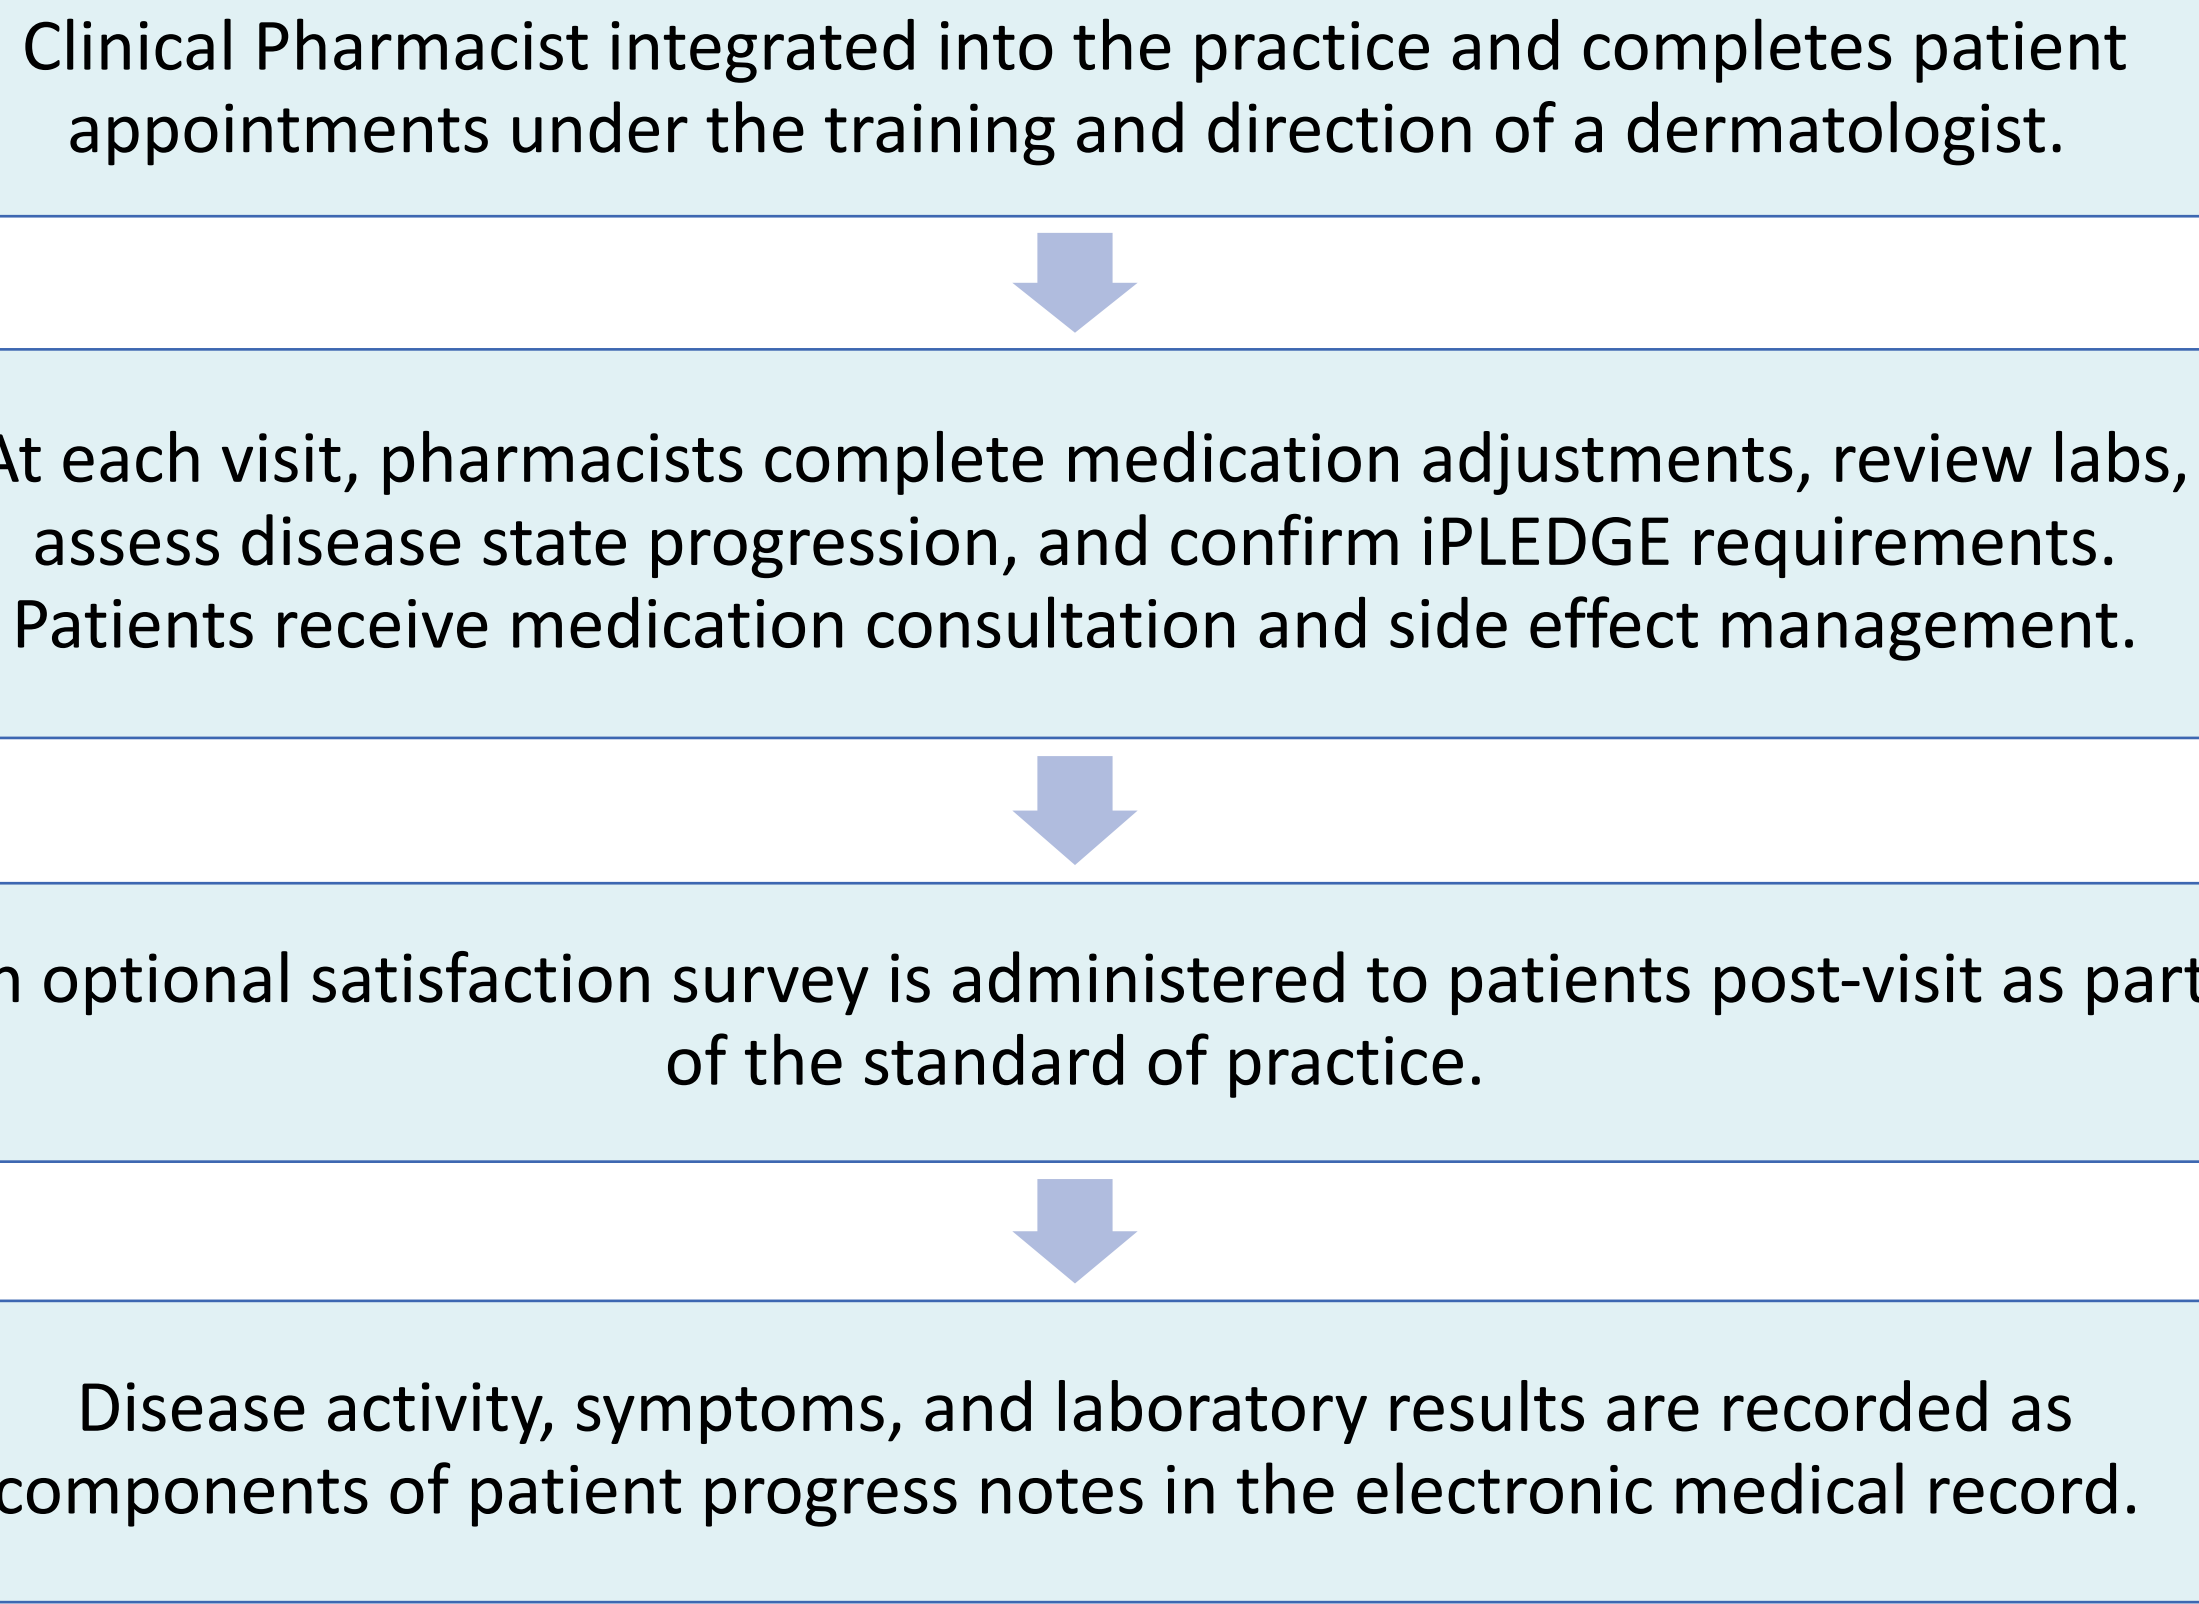 Clinical Pharmacist integrated into the practice and completes patient
appointments under the training and direction of a dermatologist.
At each visit, pharmacists complete medication adjustments, review labs,
assess disease state progression, and confirm iPLEDGE requirements.
Patients receive medication consultation and side effect management.
n optional satisfaction survey is administered to patients post-visit as part
of the standard of practice.
Disease activity, symptoms, and laboratory results are recorded as
components of patient progress notes in the electronic medical record.